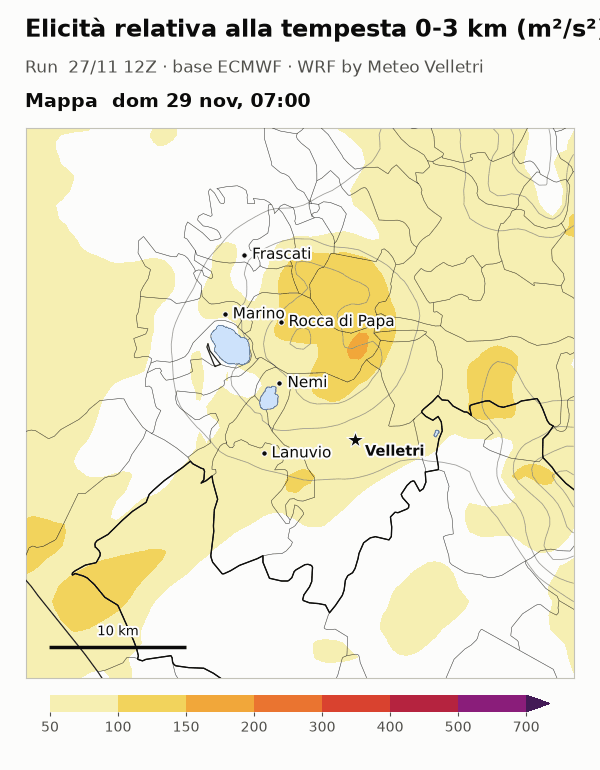 Elicità relativa alla tempesta 0-3 km (m²/s²)
Run 27/11 12Z · base ECMWF · WRF by Meteo Velletri
Mappa dom 29 nov, 07:00
Frascati
Marino
Rocca di Papa
Nemi
Velletri
Lanuvio
10 km
50 100 150 200 300 400 500 700